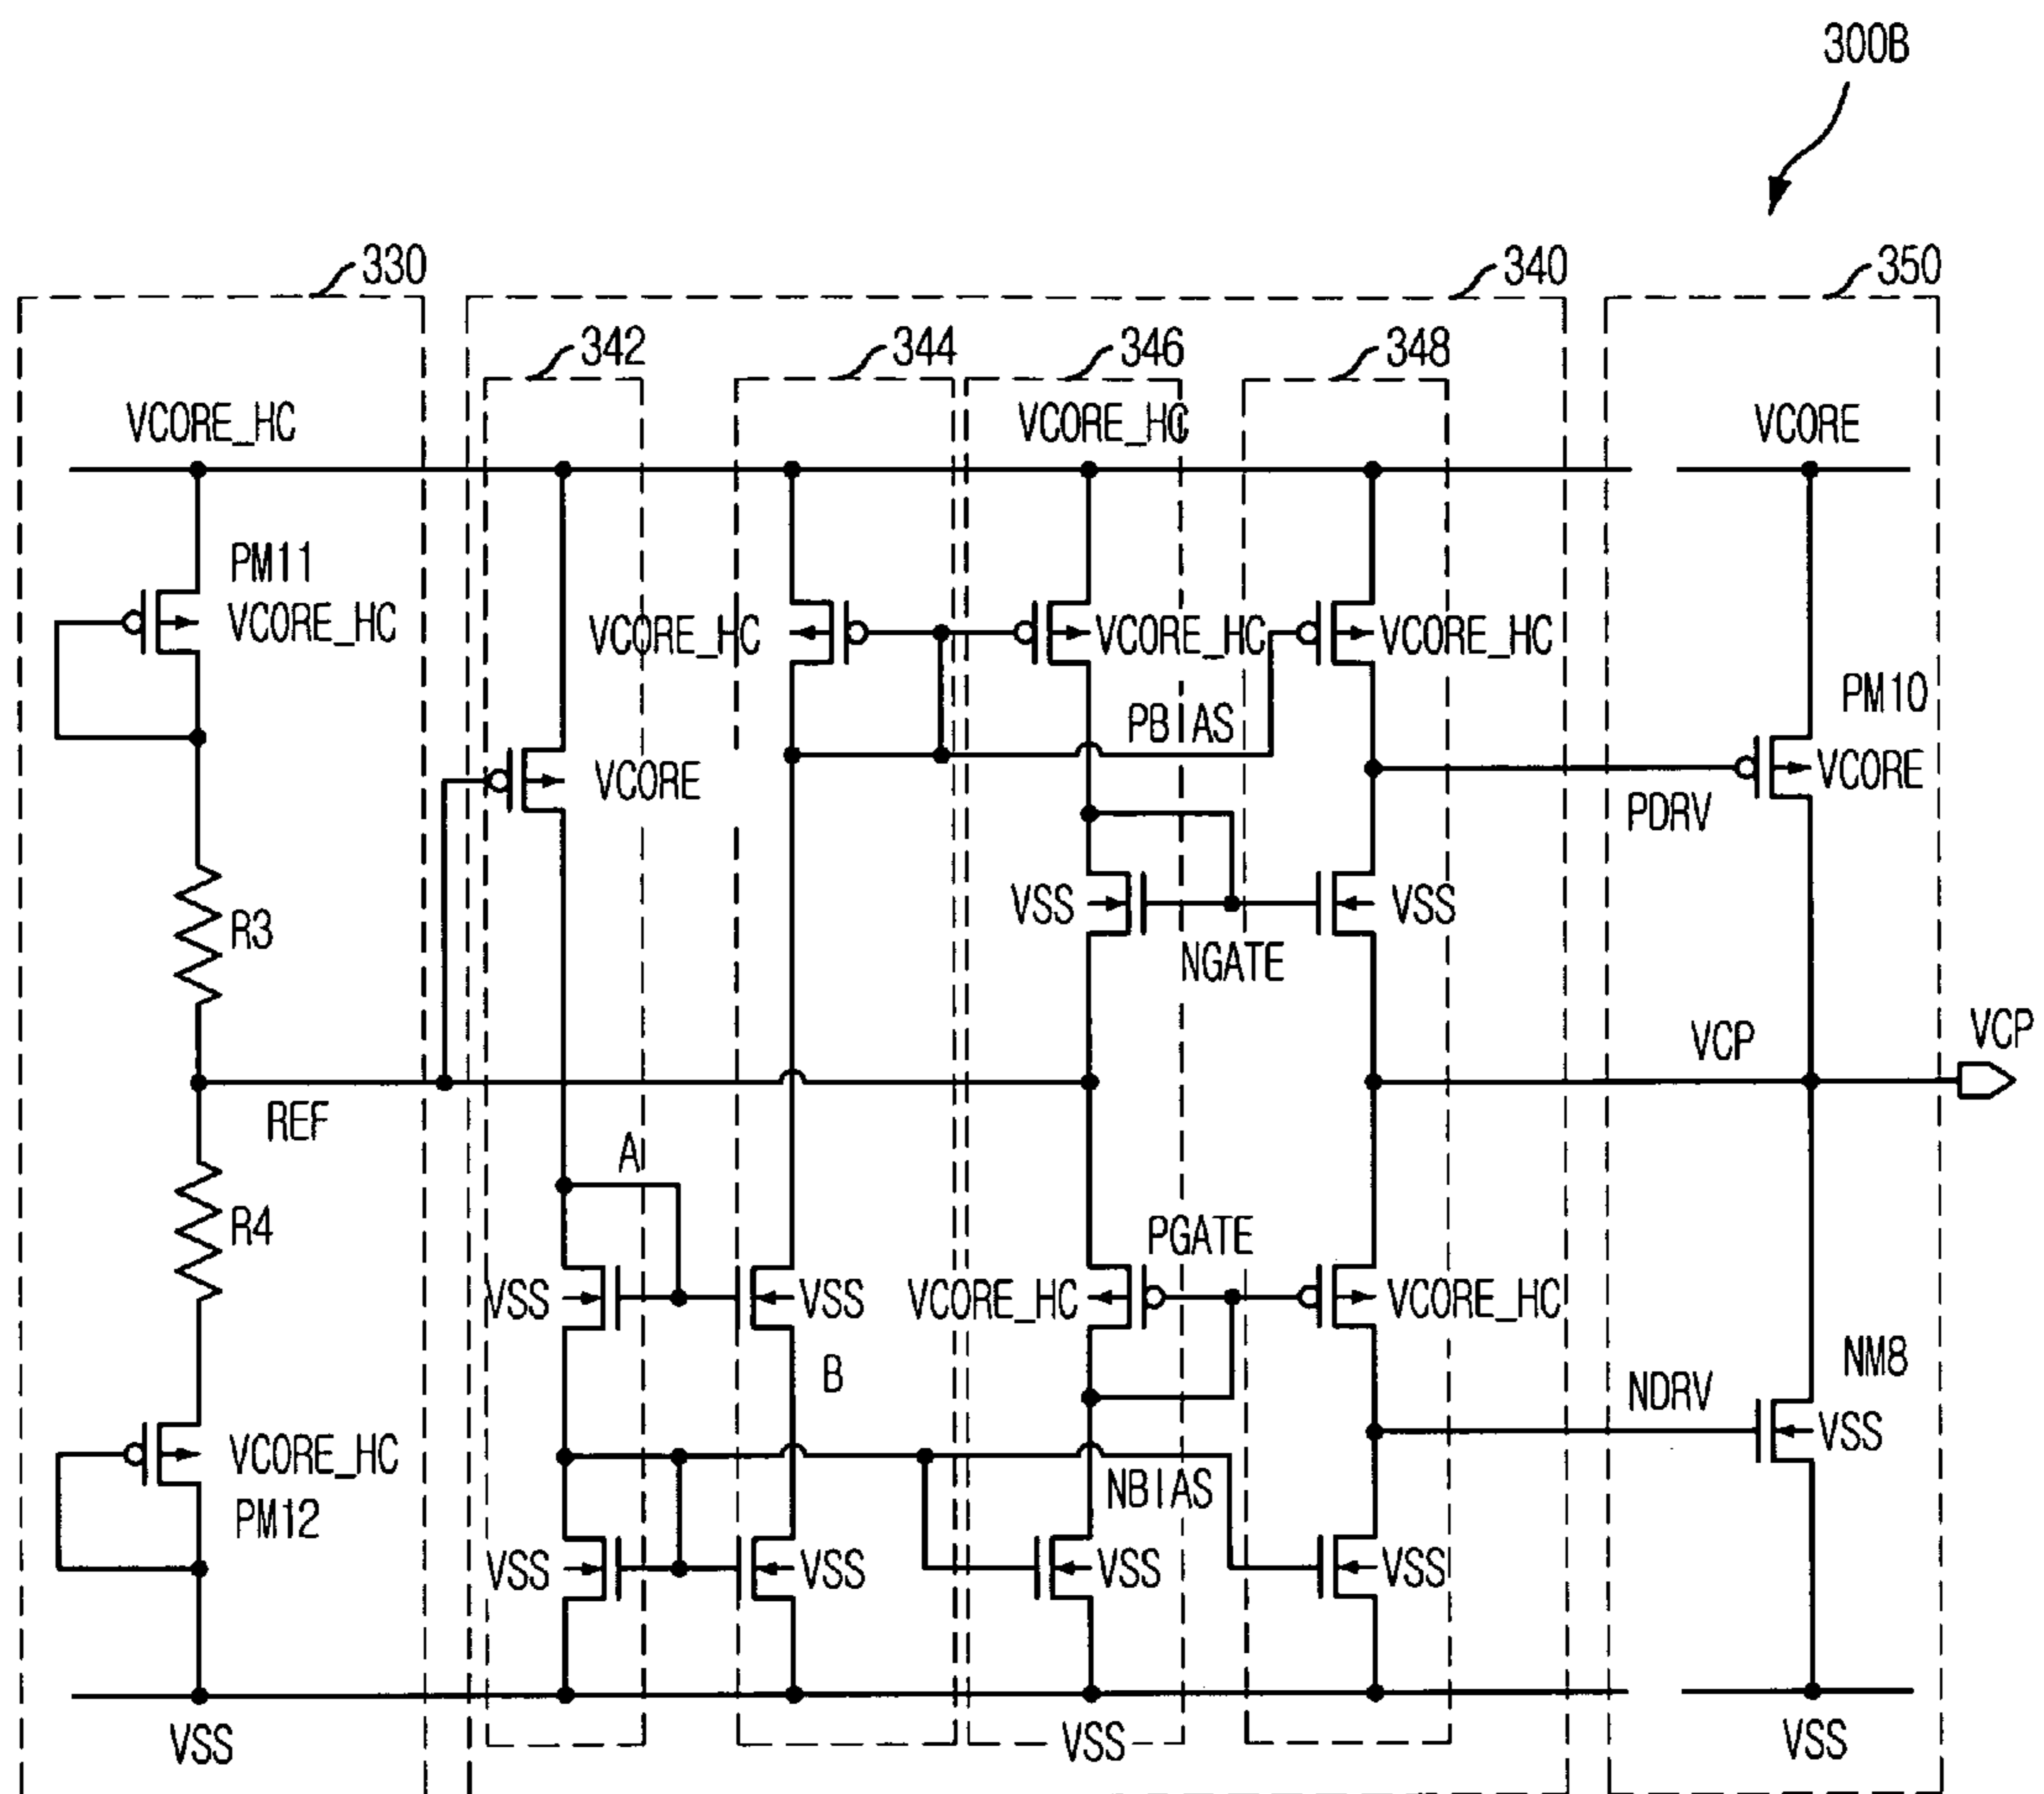 300B
330
340
350
342
344
346
348
VCORE_HC
VCORE_HC
VCORE
PM11
VCORE_HC
VCORE_HC
VCORE_HC
VCORE_HC
PM10
PBIAS
VCORE
VCORE
PDRV
R3
VSS
VSS
NGATE
VCP
VCP
REF
A
R4
PGATE
VSS
VSS
VCORE_HC
VCORE_HC
B
NM8
NDRV
VCORE_HC
VSS
NBIAS
PM12
VSS
VSS
VSS
VSS
VSS
VSS
VSS